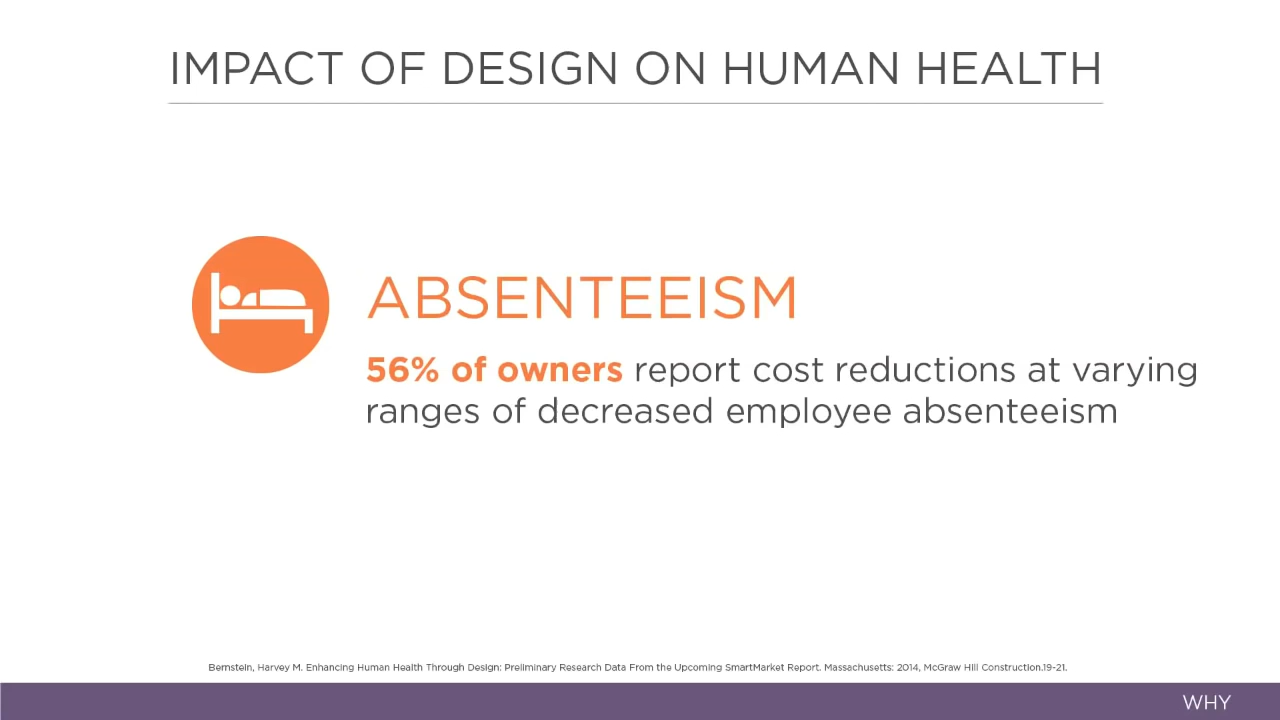 IMPACT OF DESIGN ON HUMAN HEALTH
ABSENTEEISM
56% of owners report cost reductions at varying
ranges of decreased employee absenteeism
Bernstein, Harvey M. Enhancing Human Health Through Design: Preliminary Research Data From the Upcoming SmartMarket Report. Massachusetts: 2014, McGraw Hill Construction.19-21.
WHY